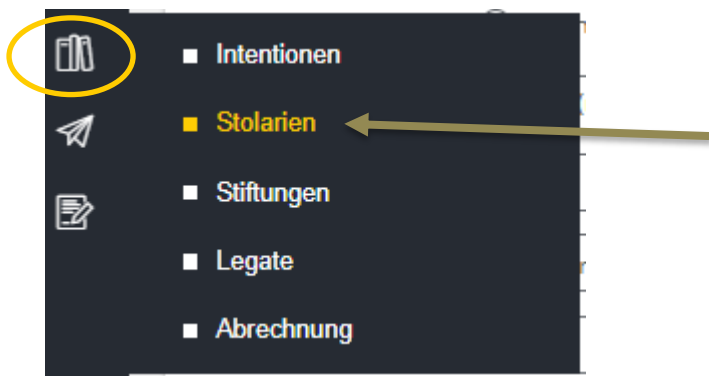 Intentionen
Stolarien
Stiftungen
Legate
Abrechnung